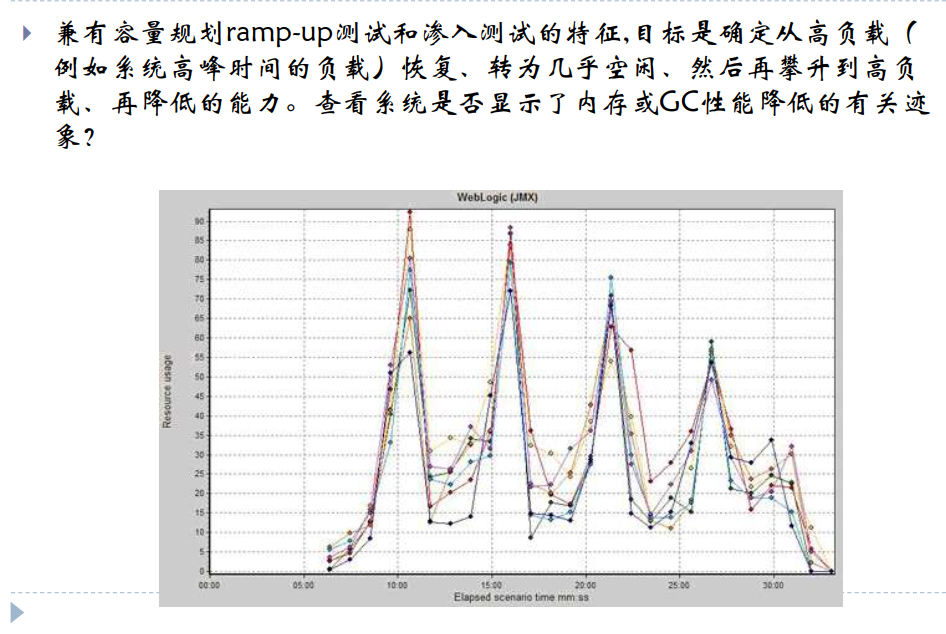 兼有容量规划ramp-up测试和渗入测试的特征,目标是确定从高负载(
例如系统高峰时间的负载)恢复、转为几乎空闲、然后再攀升到高负
载、再降低的能力。查看系统是否显示了内存或GC性能降低的有关迹
象?
WebLogic (JMX)
90
85
80
75
70
65
60
55
50
45
40
35
30
25
20
15
10
5
0
Resource usage
00:00 05:00 10:00 15:00 20:00 25:00 30:00
Elapsed scenario time mm:ss